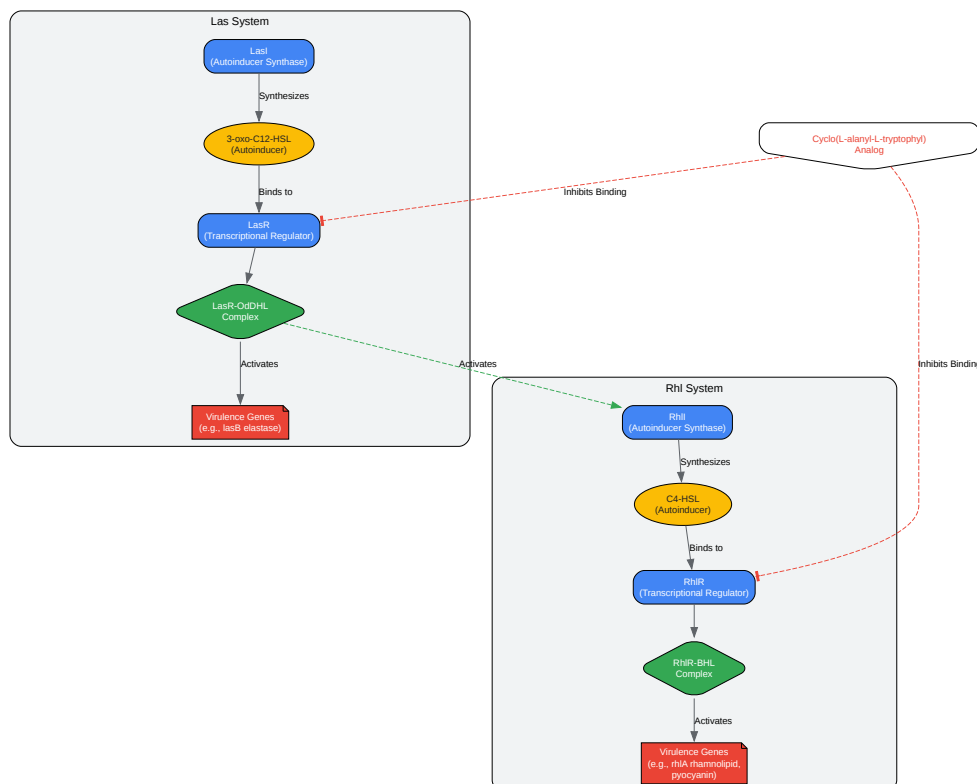 Las System
LasI
(Autoinducer Synthase)
Synthesizes
3-oxo-C12-HSL
(Autoinducer)
Binds to
LasR
(Transcriptional Regulator)
LasR-OdDHL
Complex
Activates
Virulence Genes
(e.g., lasB elastase)
Cyclo(L-alanyl-L-tryptophyl)
Analog
Inhibits Binding
Inhibits Binding
Activates
Rhl System
RhlI
(Autoinducer Synthase)
Synthesizes
C4-HSL
(Autoinducer)
Binds to
RhlR
(Transcriptional Regulator)
RhlR-BHL
Complex
Activates
Virulence Genes
(e.g., rhlA rhamnolipid,
pyocyanin)